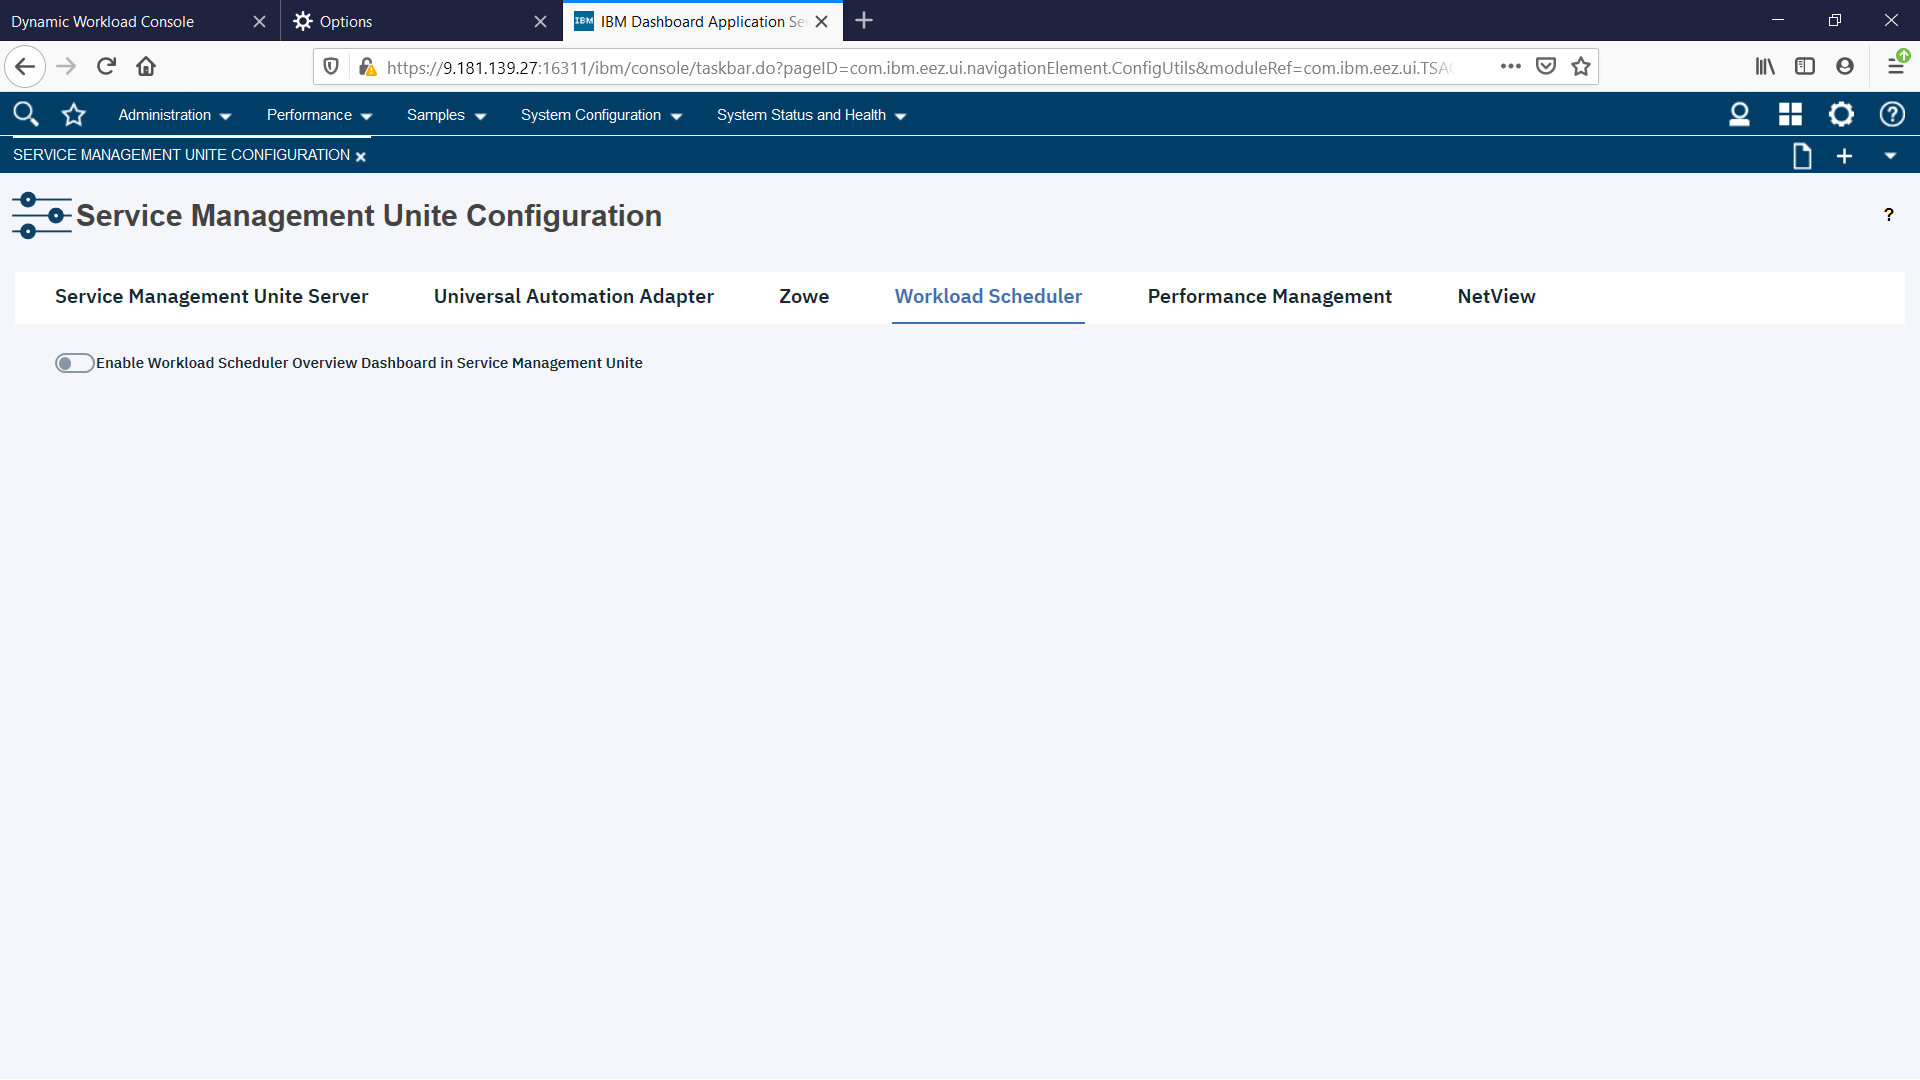 Dynamic Workload Console
Options
IBM
IBM Dashboard Application Se
https://9.181.139.27:16311/ibm/console/taskbar.do?pageID=com.ibm.eez.ui.navigationElement.ConfigUtils&moduleRef=com.ibm.eez.ui.TSA
Administration
Performance
Samples
System Configuration
System Status and Health
?
SERVICE MANAGEMENT UNITE CONFIGURATION
Service Management Unite Configuration
?
Service Management Unite Server
Universal Automation Adapter
Zowe
Workload Scheduler
Performance Management
NetView
Enable Workload Scheduler Overview Dashboard in Service Management Unite